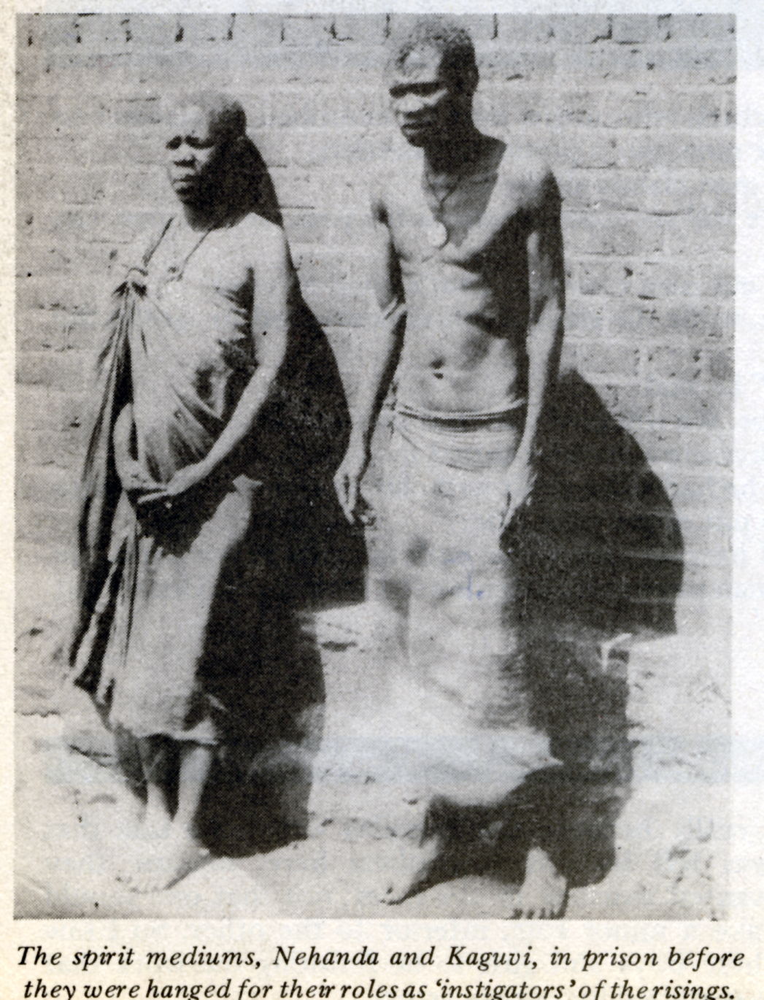 The spirit mediums, Nehanda and Kaguvi, in prison before
they were hanged for their roles as ‘instigators’ of the risings.